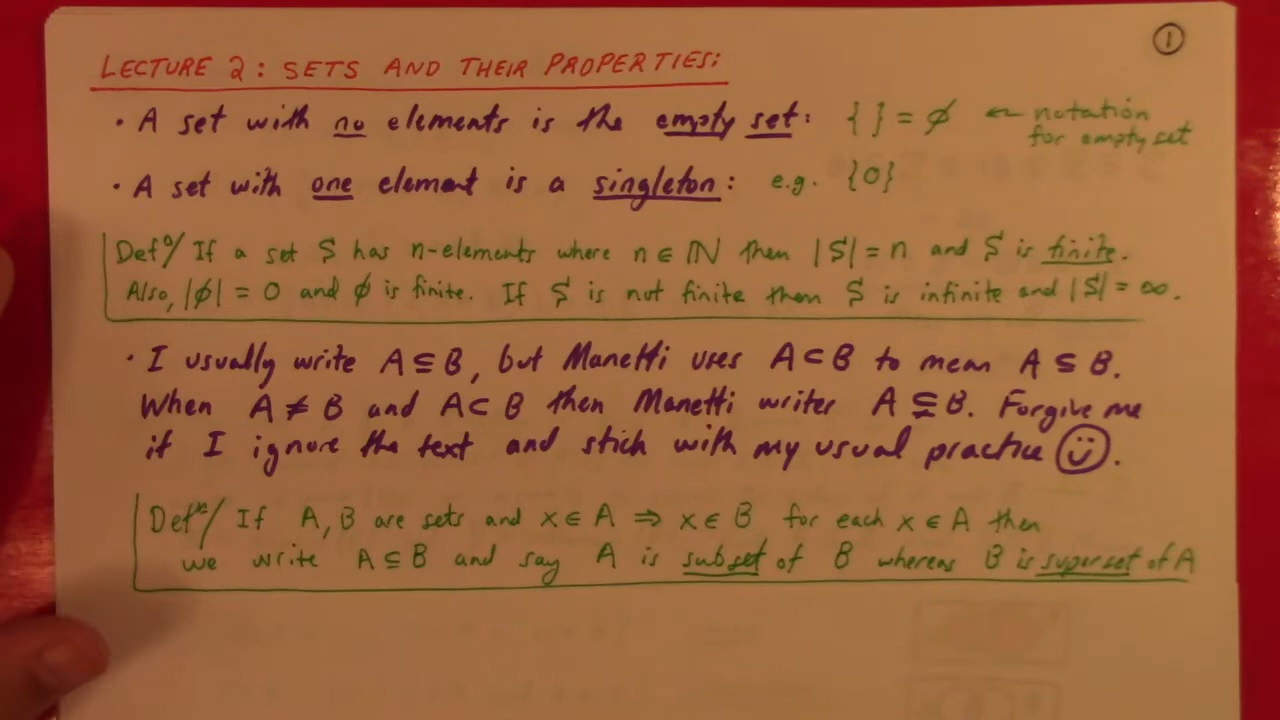 ①
LECTURE 2: SETS AND THEIR PROPERTIES:
• A set with no elements is the empty set: { } = ∅ ← notation for empty set
• A set with one element is a singleton: e.g. {0}
Defⁿ/ If a set S has n-elements where n ∈ ℕ then |S| = n and S is finite.
Also, |∅| = 0 and ∅ is finite. If S is not finite then S is infinite and |S| = ∞.
• I usually write A ⊆ B, but Manetti uses A ⊂ B to mean A ⊆ B.
When A ≠ B and A ⊂ B then Manetti writes A ⊊ B. Forgive me
if I ignore the text and stick with my usual practice ☺.
Defⁿ/ If A, B are sets and x ∈ A ⇒ x ∈ B for each x ∈ A then
we write A ⊆ B and say A is subset of B whereas B is superset of A